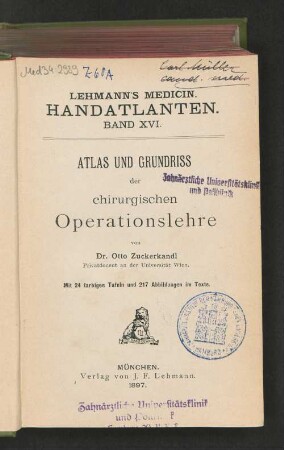 Carl Müller
LEHMANN'S MEDICIN.
HANDATLANTEN.
BAND XVI.
ATLAS UND GRUNDRISS
der
chirurgischen
Operationslehre
Zahnärztliche Universitätsklinik
und Poliklinik
von
Dr. Otto Zuckerkandl
Privatdocent an der Universität Wien.
Mit 24 farbigen Tafeln und 217 Abbildungen im Texte.
MÜNCHEN.
Verlag von J. F. Lehmann.
1897.
Zahnärztliche Universitätsklinik
und